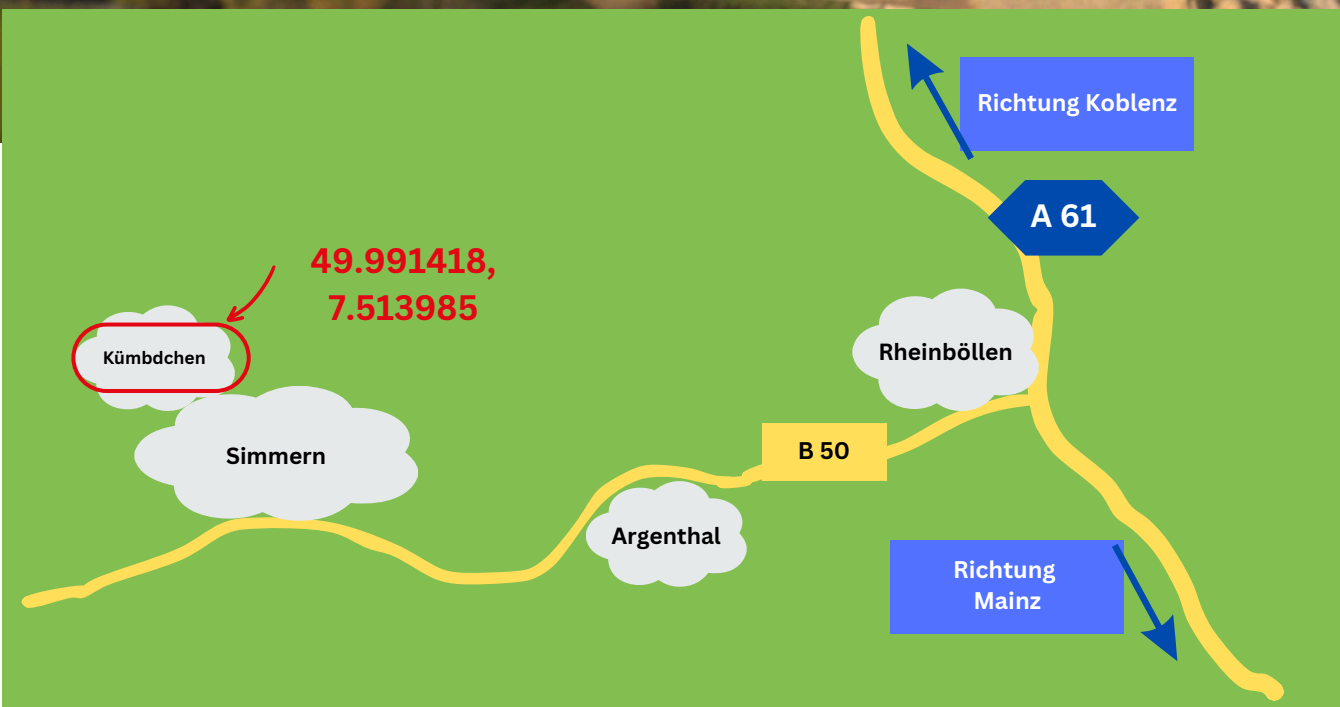 Richtung Koblenz
A 61
49.991418,
7.513985
Kümbdchen
Rheinböllen
Simmern
B 50
Argenthal
Richtung
Mainz